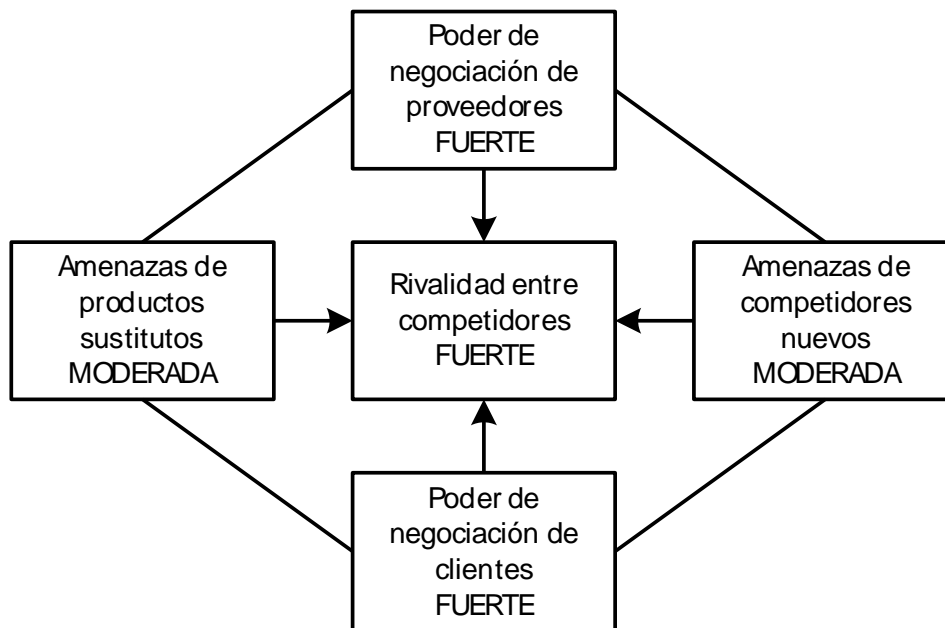 Poder de
negociación de
proveedores
FUERTE
Amenazas de
productos
sustitutos
MODERADA
Rivalidad entre
competidores
FUERTE
Amenazas de
competidores
nuevos
MODERADA
Poder de
negociación de
clientes
FUERTE